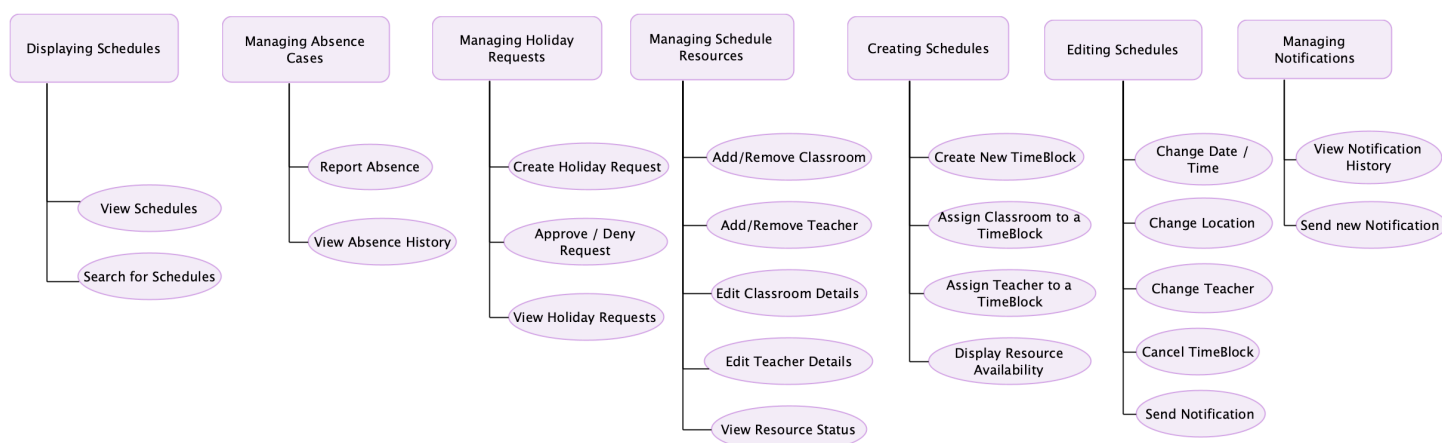 Displaying Schedules
Managing Absence
Cases
Managing Holiday
Requests
Managing Schedule
Resources
Creating Schedules
Editing Schedules
Managing
Notifications
View Schedules
Search for Schedules
Report Absence
View Absence History
Create Holiday Request
Approve / Deny
Request
View Holiday Requests
Add/Remove Classroom
Add/Remove Teacher
Edit Classroom Details
Edit Teacher Details
View Resource Status
Create New TimeBlock
Assign Classroom to a
TimeBlock
Assign Teacher to a
TimeBlock
Display Resource
Availability
Change Date /
Time
Change Location
Change Teacher
Cancel TimeBlock
Send Notification
View Notification
History
Send new Notification